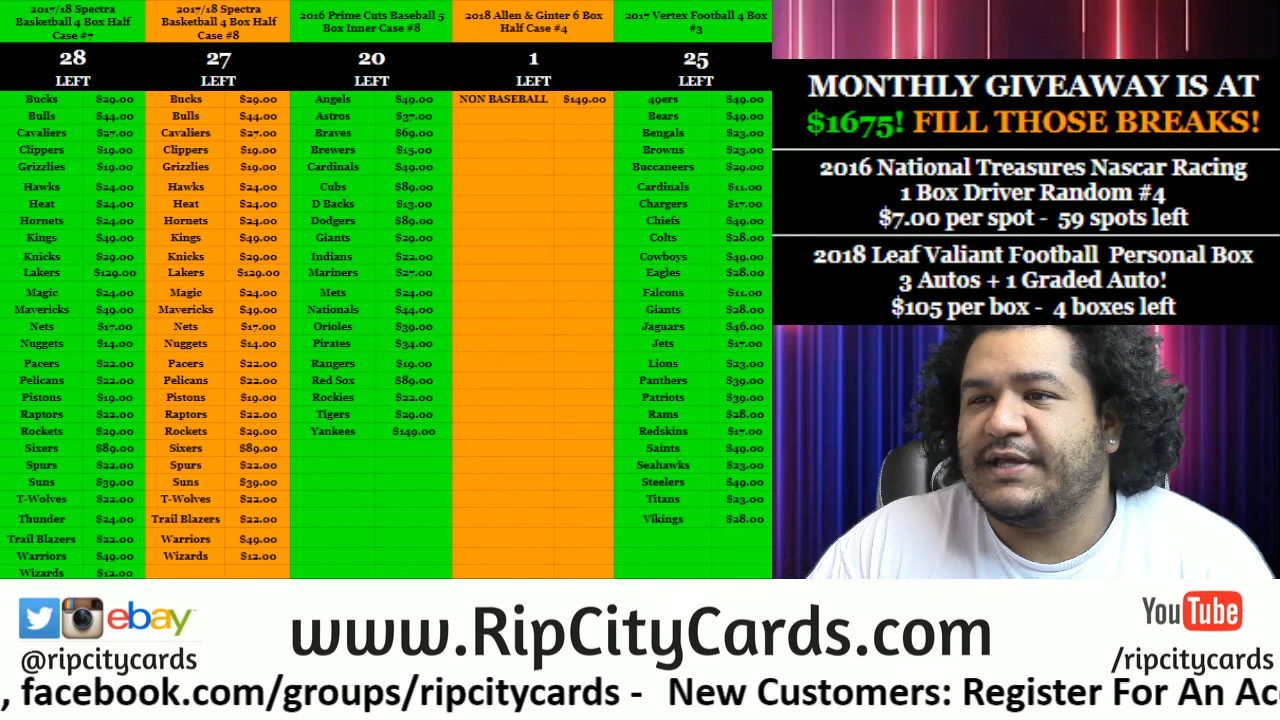 2017/18 Spectra
Basketball 4 Box Half
Case #7
28
LEFT
Bucks $29.00
Bulls $44.00
Cavaliers $27.00
Clippers $19.00
Grizzlies $19.00
Hawks $24.00
Heat $24.00
Hornets $24.00
Kings $49.00
Knicks $29.00
Lakers $129.00
Magic $24.00
Mavericks $49.00
Nets $17.00
Nuggets $14.00
Pacers $22.00
Pelicans $22.00
Pistons $19.00
Raptors $22.00
Rockets $29.00
Sixers $89.00
Spurs $22.00
Suns $39.00
T-Wolves $22.00
Thunder $24.00
Trail Blazers $22.00
Warriors $49.00
Wizards $12.00
2017/18 Spectra
Basketball 4 Box Half
Case #8
27
LEFT
Bucks $29.00
Bulls $44.00
Cavaliers $27.00
Clippers $19.00
Grizzlies $19.00
Hawks $24.00
Heat $24.00
Hornets $24.00
Kings $49.00
Knicks $29.00
Lakers $129.00
Magic $24.00
Mavericks $49.00
Nets $17.00
Nuggets $14.00
Pacers $22.00
Pelicans $22.00
Pistons $19.00
Raptors $22.00
Rockets $29.00
Sixers $89.00
Spurs $22.00
Suns $39.00
T-Wolves $22.00
Trail Blazers $22.00
Warriors $49.00
Wizards $12.00
2016 Prime Cuts Baseball 5
Box Inner Case #8
20
LEFT
Angels $49.00
Astros $37.00
Braves $69.00
Brewers $15.00
Cardinals $49.00
Cubs $89.00
D Backs $13.00
Dodgers $89.00
Giants $29.00
Indians $22.00
Mariners $27.00
Mets $24.00
Nationals $44.00
Orioles $39.00
Pirates $34.00
Rangers $19.00
Red Sox $89.00
Rockies $22.00
Tigers $29.00
Yankees $149.00
2018 Allen & Ginter 6 Box
Half Case #4
1
LEFT
NON BASEBALL $149.00
2017 Vertex Football 4 Box
#3
25
LEFT
49ers $49.00
Bears $49.00
Bengals $23.00
Browns $23.00
Buccaneers $29.00
Cardinals $11.00
Chargers $17.00
Chiefs $49.00
Colts $28.00
Cowboys $49.00
Eagles $28.00
Falcons $11.00
Giants $28.00
Jaguars $46.00
Jets $17.00
Lions $23.00
Panthers $39.00
Patriots $39.00
Rams $28.00
Redskins $17.00
Saints $49.00
Seahawks $23.00
Steelers $49.00
Titans $23.00
Vikings $28.00
MONTHLY GIVEAWAY IS AT
$1675! FILL THOSE BREAKS!
2016 National Treasures Nascar Racing
1 Box Driver Random #4
$7.00 per spot - 59 spots left
2018 Leaf Valiant Football Personal Box
3 Autos + 1 Graded Auto!
$105 per box - 4 boxes left
ebay
@ripcitycards
www.RipCityCards.com
YouTube
/ripcitycards
, facebook.com/groups/ripcitycards - New Customers: Register For An Acc